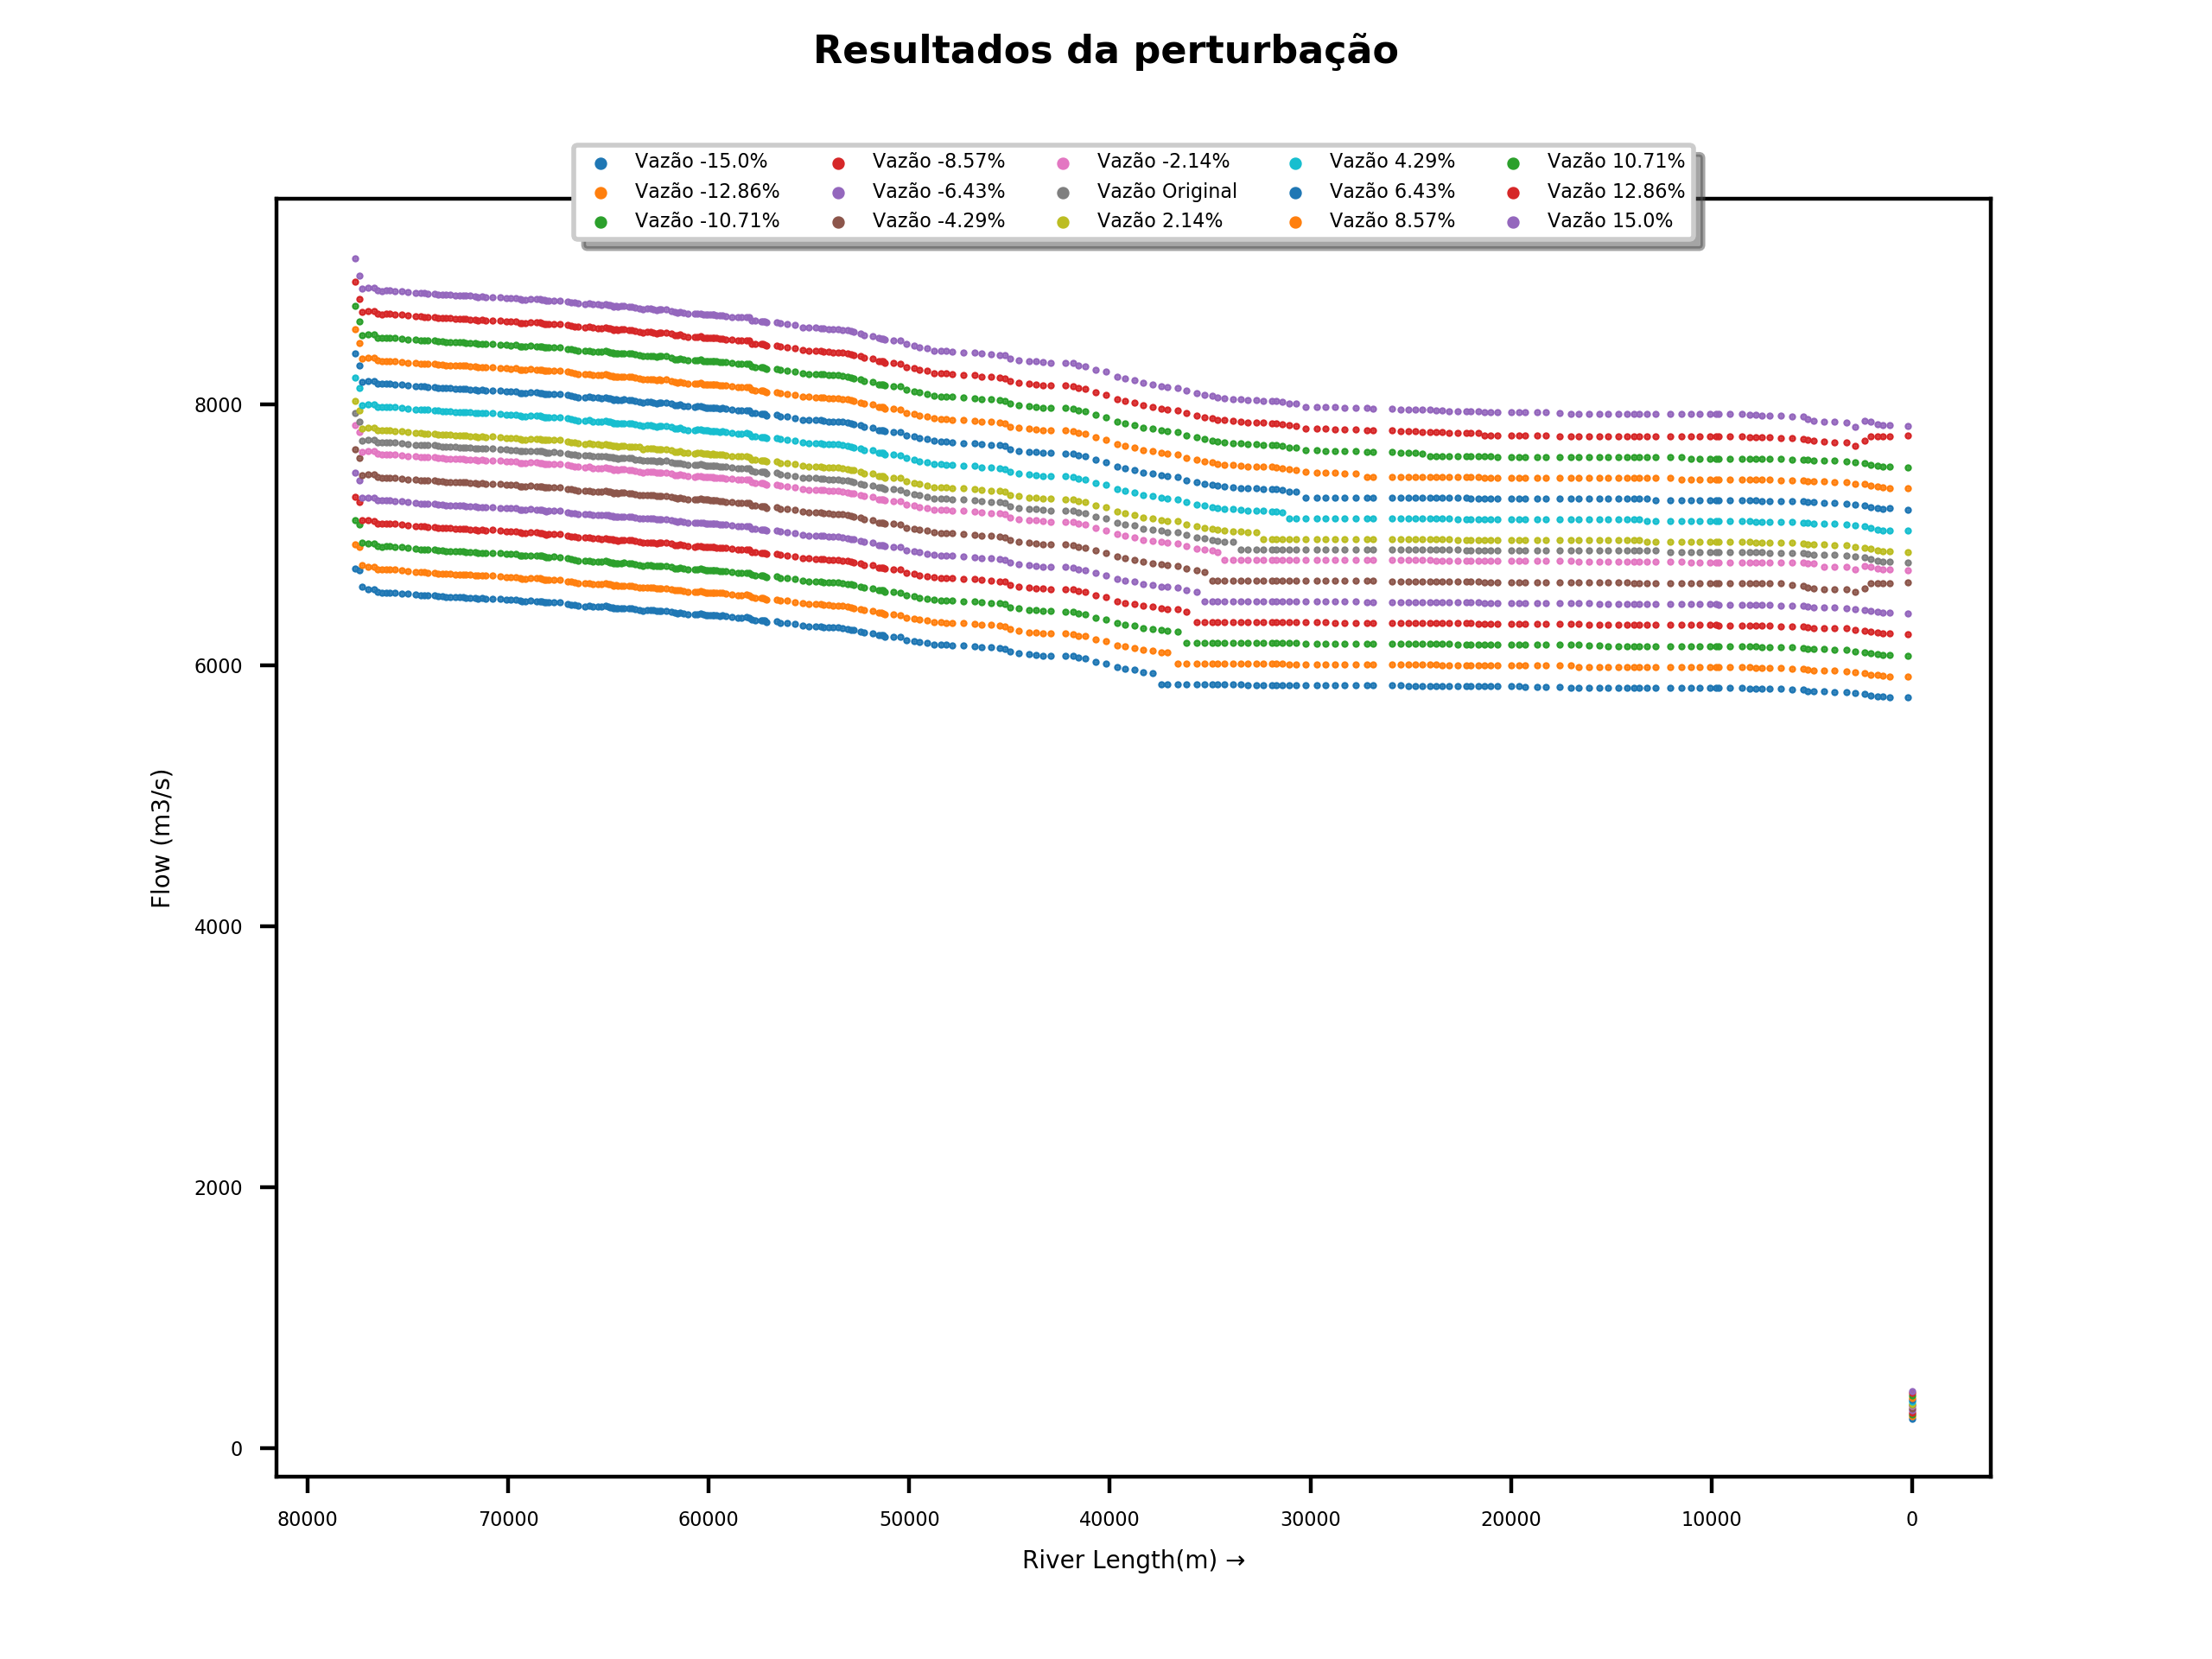 Resultados da perturbação
Vazão -15.0%
Vazão -12.86%
Vazão -10.71%
Vazão -8.57%
Vazão -6.43%
Vazão -4.29%
Vazão -2.14%
Vazão Original
Vazão 2.14%
Vazão 4.29%
Vazão 6.43%
Vazão 8.57%
Vazão 10.71%
Vazão 12.86%
Vazão 15.0%
Flow (m3/s)
8000
6000
4000
2000
0
80000 70000 60000 50000 40000 30000 20000 10000 0
River Length(m) →